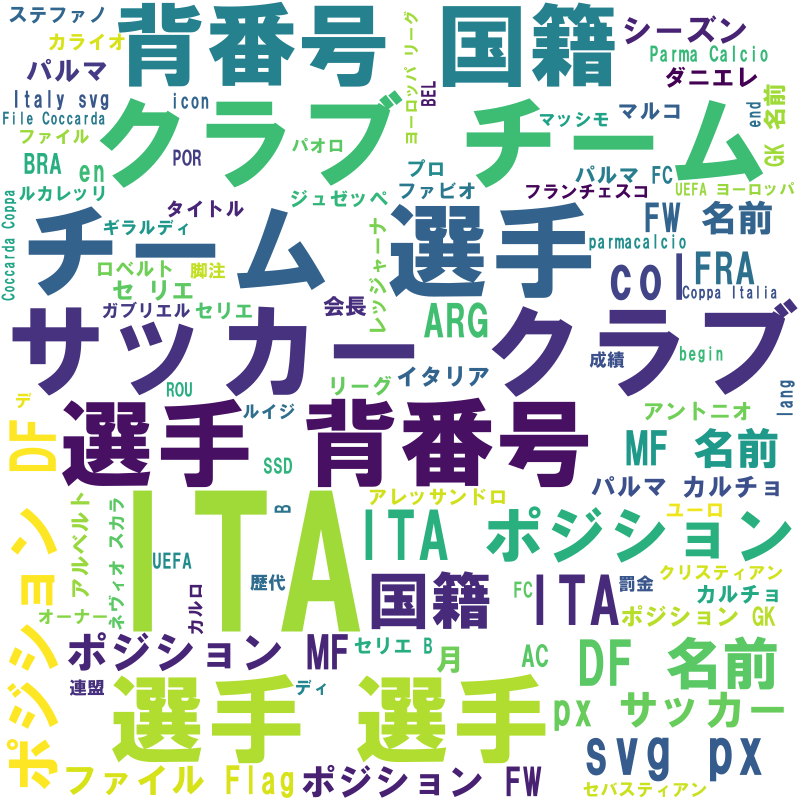 ステファノ
背番号
国籍
シーズン
カライオ
Parma Calcio
パルマ
ダニエレ
ヨーロッパ リーグ
BEL
Italy svg
icon
File Coccarda
クラブ
チーム
マッシモ
マルコ
end
GK 名前
ファイル
パオロ
POR
BRA
en
プロ
パルマ FC
ルカレッリ
ジュゼッペ
ファビオ
フランチェスコ
UEFA ヨーロッパ
タイトル
チーム
選手
FW 名前
ギラルディ
レッジャーナ
parmacalcio
Coccarda Coppa
ロベルト
脚注
セ リエ
col
FRA
Coppa Italia
ガブリエル
セリエ
会長
ARG
サッカー クラブ
成績
begin
ROU
リーグ
イタリア
lang
デ
選手 背番号
ルイジ
アントニオ
DF
SSD
MF 名前
パルマ カルチョ
アレッサンドロ
ITA
B
ITA
ポジション
ユーロ
アルベルト
ネヴィオ スカラ
UEFA
歴代
国籍
FC
ITA
罰金
クリスティアン
カルチョ
オーナー
カルロ
ポジション GK
ポジション
ポジション MF
セリエ B
月
AC
DF 名前
連盟
選手 選手
ディ
px サッカー
svg px
ファイル Flag
ポジション FW
セバスティアン